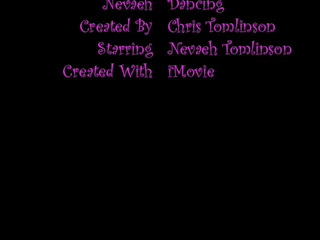 Nevaeh Dancing
Created By Chris Tomlinson
Starring Nevaeh Tomlinson
Created With iMovie